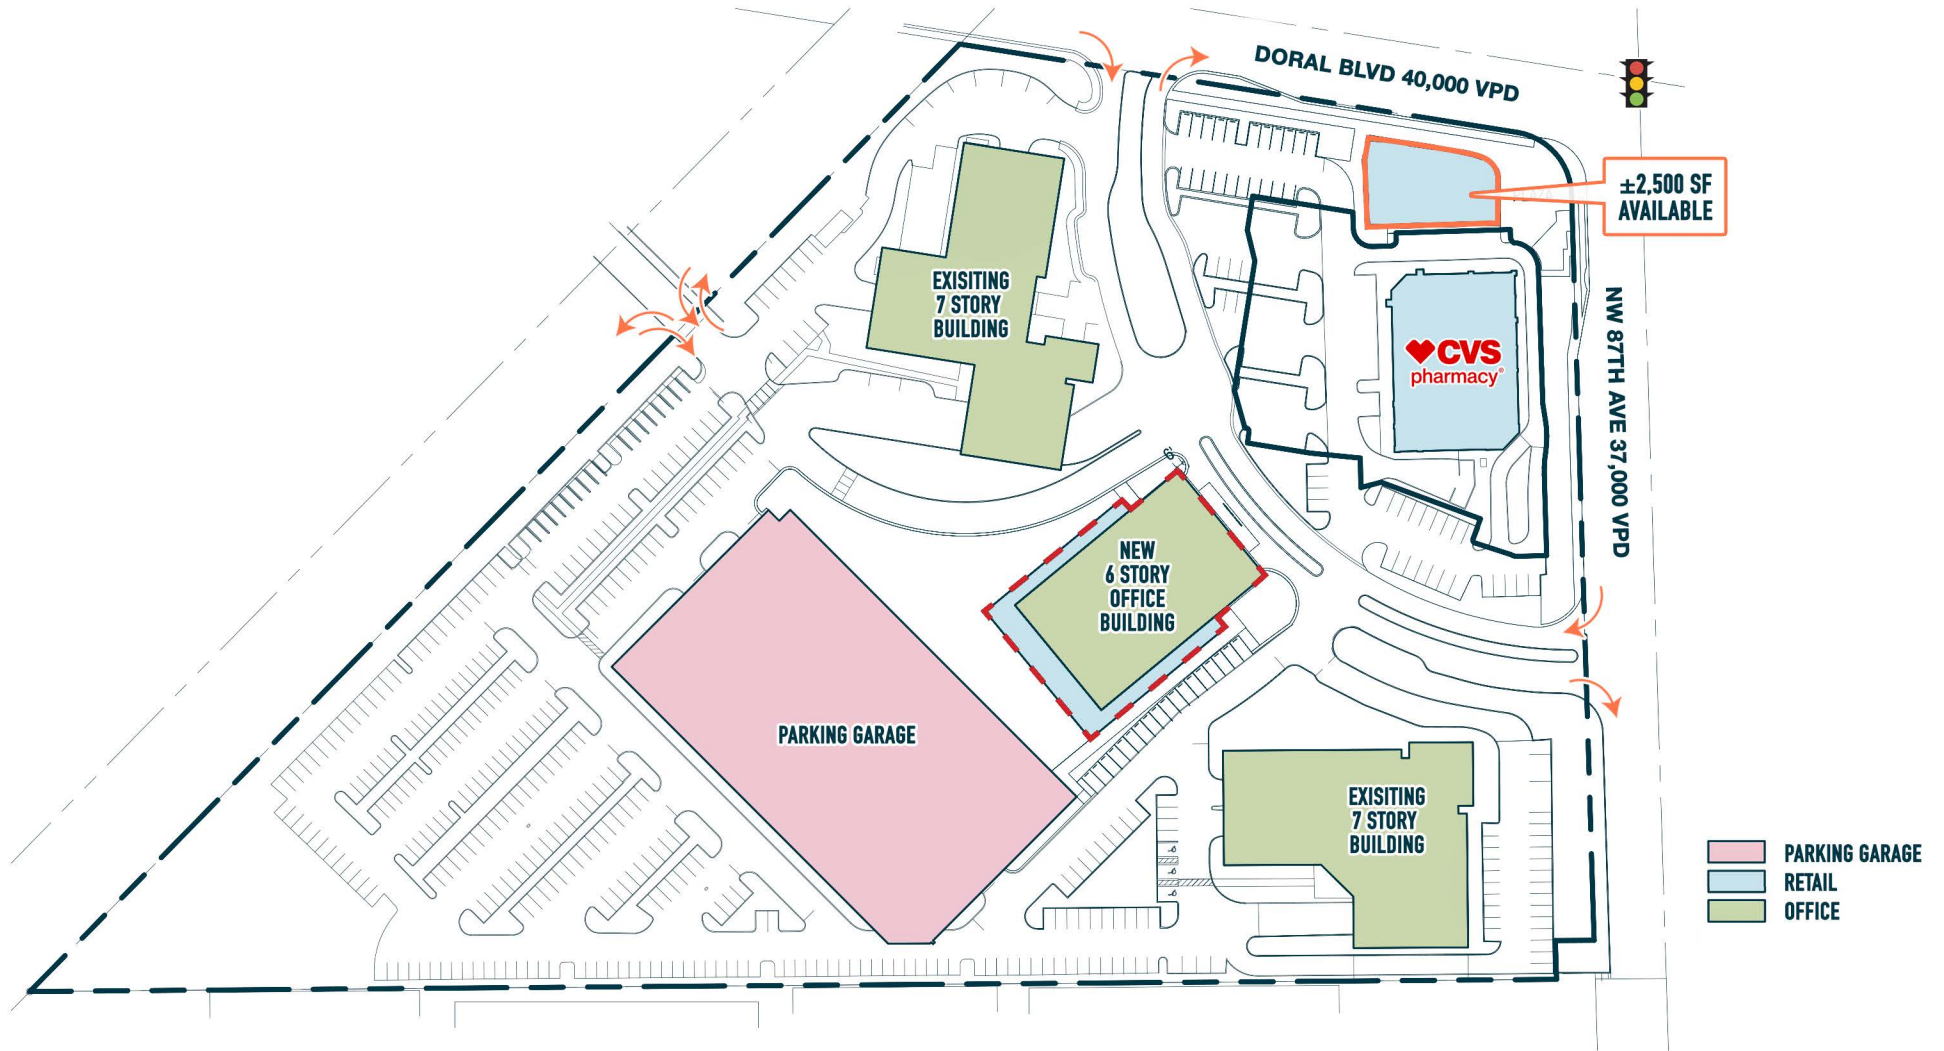 DORAL BLVD 40,000 VPD
±2,500 SF
AVAILABLE
EXISITING
7 STORY
BUILDING
CVS
pharmacy®
NW 87TH AVE 37,000 VPD
NEW
6 STORY
OFFICE
BUILDING
PARKING GARAGE
EXISITING
7 STORY
BUILDING
PARKING GARAGE
RETAIL
OFFICE